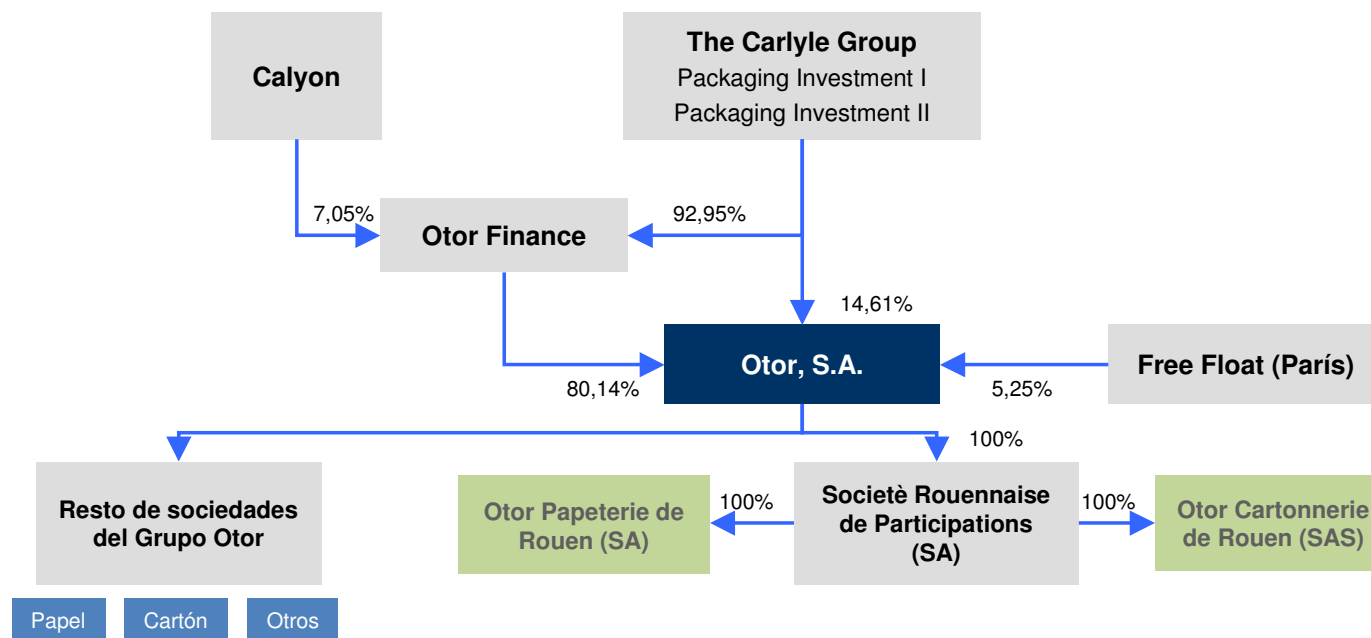 Calyon
The Carlyle Group
Packaging Investment I
Packaging Investment II
7,05%
Otor Finance
92,95%
14,61%
Otor, S.A.
Free Float (París)
80,14%
5,25%
100%
Resto de sociedades
del Grupo Otor
Otor Papeterie de
Rouen (SA)
100%
Societè Rouennaise
de Participations
(SA)
100%
Otor Cartonnerie
de Rouen (SAS)
Papel
Cartón
Otros